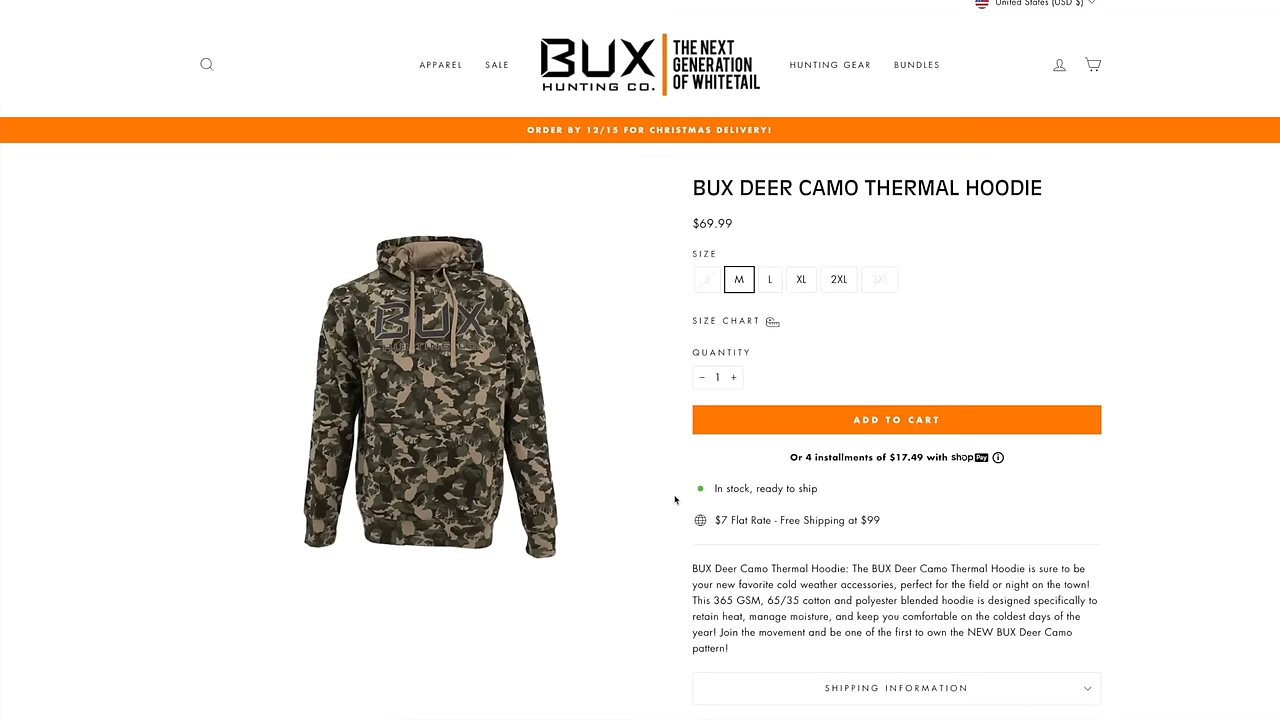 United States (USD $)
APPAREL
SALE
BUX
HUNTING CO.
THE NEXT
GENERATION
OF WHITETAIL
HUNTING GEAR
BUNDLES
ORDER BY 12/15 FOR CHRISTMAS DELIVERY!
BUX
HUNTING CO.
BUX DEER CAMO THERMAL HOODIE
$69.99
SIZE
S M L XL 2XL 3XL
SIZE CHART
QUANTITY
− 1 +
ADD TO CART
Or 4 installments of $17.49 with shop Pay
In stock, ready to ship
$7 Flat Rate - Free Shipping at $99
BUX Deer Camo Thermal Hoodie: The BUX Deer Camo Thermal Hoodie is sure to be
your new favorite cold weather accessories, perfect for the field or night on the town!
This 365 GSM, 65/35 cotton and polyester blended hoodie is designed specifically to
retain heat, manage moisture, and keep you comfortable on the coldest days of the
year! Join the movement and be one of the first to own the NEW BUX Deer Camo
pattern!
SHIPPING INFORMATION